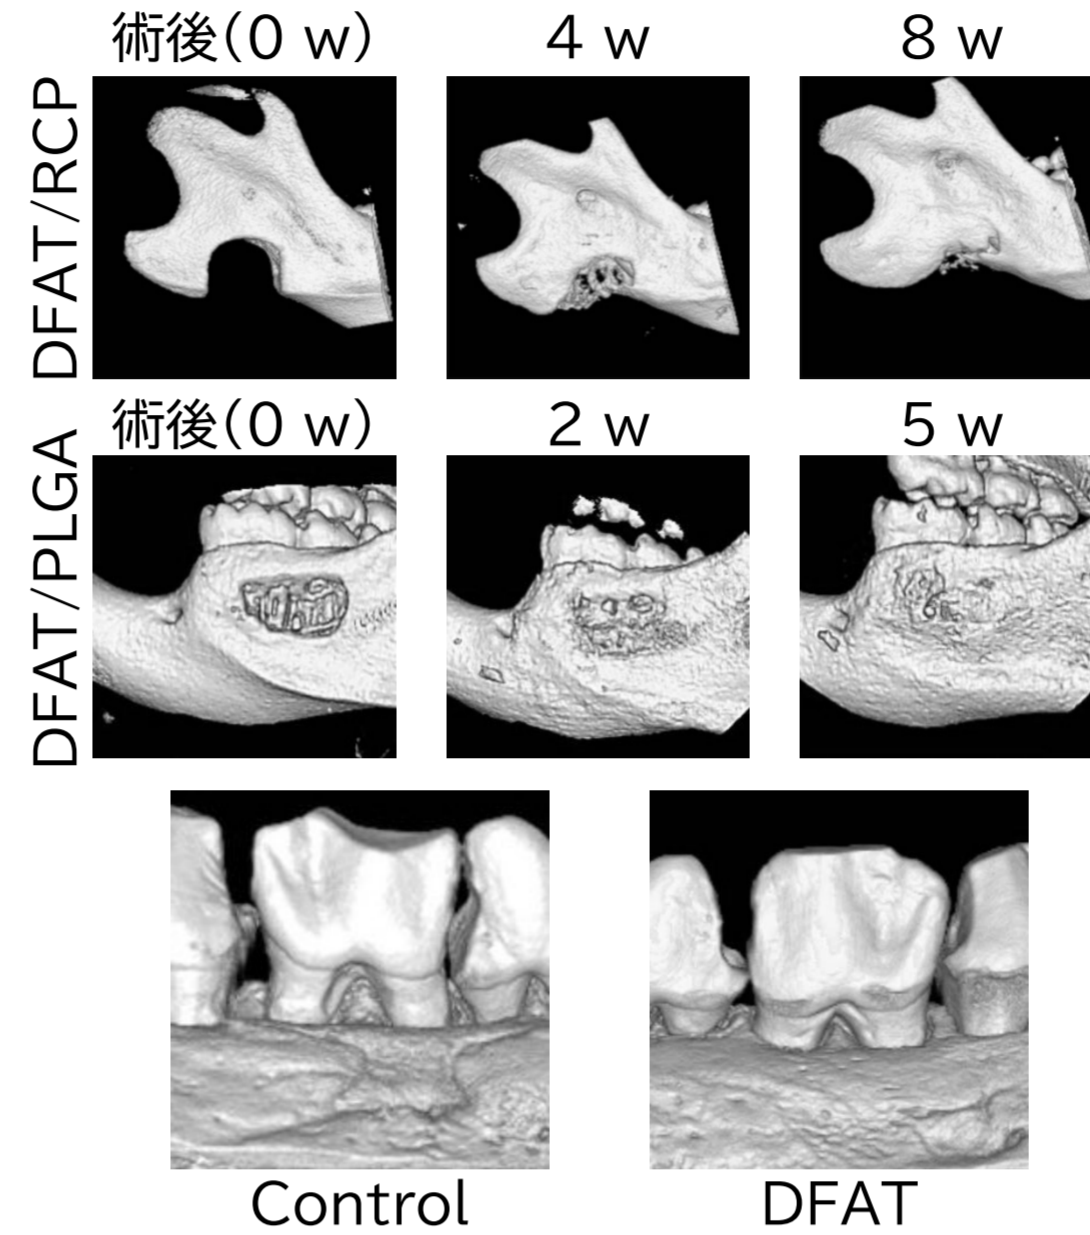 術後(0 w)
4 w
8 w
DFAT/RCP
術後(0 w)
2 w
5 w
DFAT/PLGA
Control
DFAT